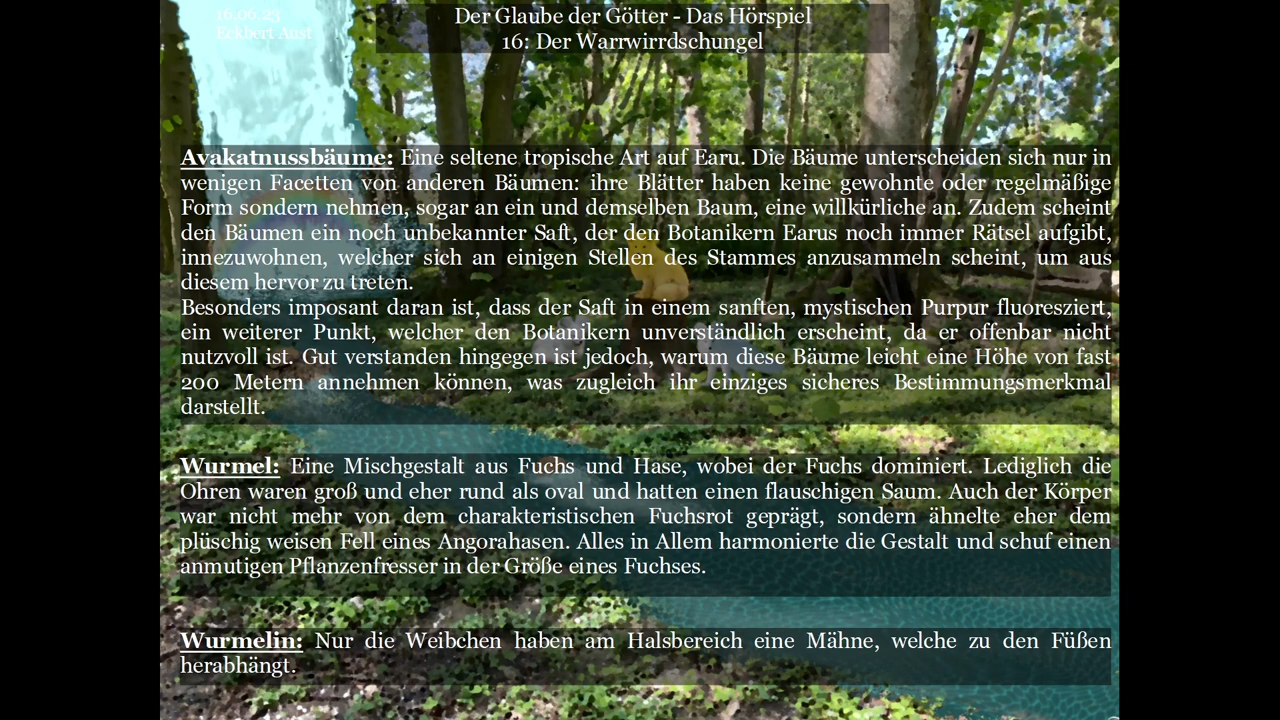 16.06.23
Eckbert Aust
Der Glaube der Götter - Das Hörspiel
16: Der Warrwirrdschungel
Avakatnussbäume: Eine seltene tropische Art auf Earu. Die Bäume unterscheiden sich nur in
wenigen Facetten von anderen Bäumen: ihre Blätter haben keine gewohnte oder regelmäßige
Form sondern nehmen, sogar an ein und demselben Baum, eine willkürliche an. Zudem scheint
den Bäumen ein noch unbekannter Saft, der den Botanikern Earus noch immer Rätsel aufgibt,
innezuwohnen, welcher sich an einigen Stellen des Stammes anzusammeln scheint, um aus
diesem hervor zu treten.
Besonders imposant daran ist, dass der Saft in einem sanften, mystischen Purpur fluoresziert,
ein weiterer Punkt, welcher den Botanikern unverständlich erscheint, da er offenbar nicht
nutzvoll ist. Gut verstanden hingegen ist jedoch, warum diese Bäume leicht eine Höhe von fast
200 Metern annehmen können, was zugleich ihr einziges sicheres Bestimmungsmerkmal
darstellt.
Wurmel: Eine Mischgestalt aus Fuchs und Hase, wobei der Fuchs dominiert. Lediglich die
Ohren waren groß und eher rund als oval und hatten einen flauschigen Saum. Auch der Körper
war nicht mehr von dem charakteristischen Fuchsrot geprägt, sondern ähnelte eher dem
plüschig weisen Fell eines Angorahasen. Alles in Allem harmonierte die Gestalt und schuf einen
anmutigen Pflanzenfresser in der Größe eines Fuchses.
Wurmelin: Nur die Weibchen haben am Halsbereich eine Mähne, welche zu den Füßen
herabhängt.